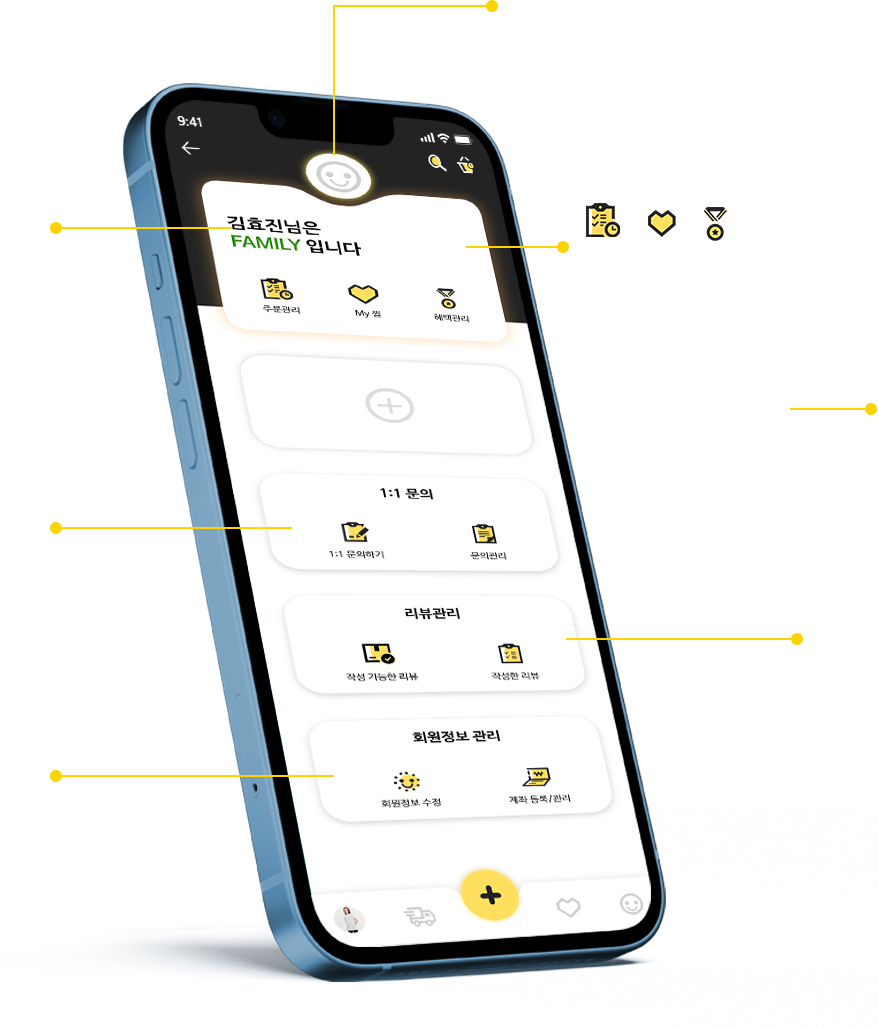 9:41
김효진님은
FAMILY 입니다
주문관리
My 찜
혜택관리
1:1 문의
1:1 문의하기
문의관리
리뷰관리
작성 가능한 리뷰
작성한 리뷰
회원정보 관리
회원정보 수정
계좌 등록/관리